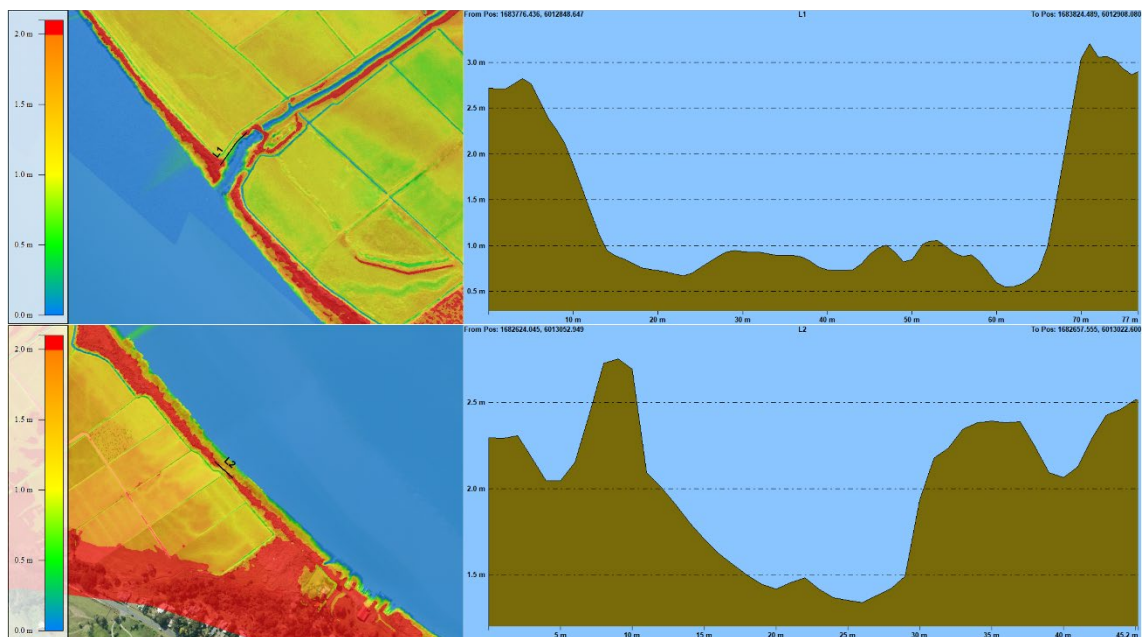 2.0 m
1.5 m
1.0 m
0.5 m
0.0 m
L1
From Pos: 1683776.436, 6012848.647
L1
To Pos: 1683824.489, 6012908.080
3.0 m
2.5 m
2.0 m
1.5 m
1.0 m
0.5 m
10 m
20 m
30 m
40 m
50 m
60 m
70 m
77 m
2.0 m
1.5 m
1.0 m
0.5 m
0.0 m
L2
From Pos: 1682624.045, 6013052.949
L2
To Pos: 1682657.555, 6013022.600
2.5 m
2.0 m
1.5 m
5 m
10 m
15 m
20 m
25 m
30 m
35 m
40 m
45.2 m